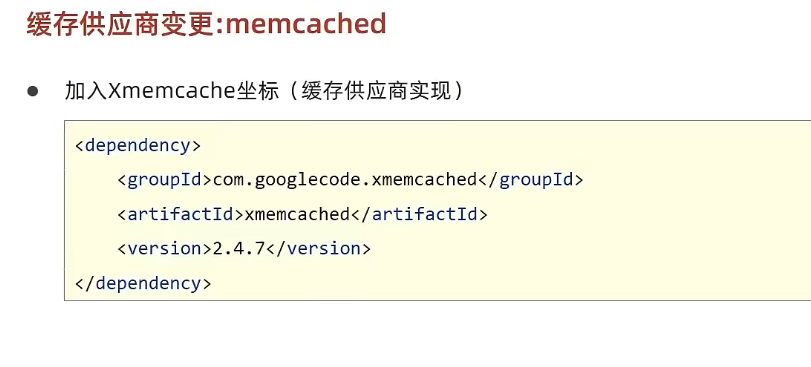 缓存供应商变更:memcached
● 加入Xmemcache坐标（缓存供应商实现）
<dependency>
    <groupId>com.googlecode.xmemcached</groupId>
    <artifactId>xmemcached</artifactId>
    <version>2.4.7</version>
</dependency>